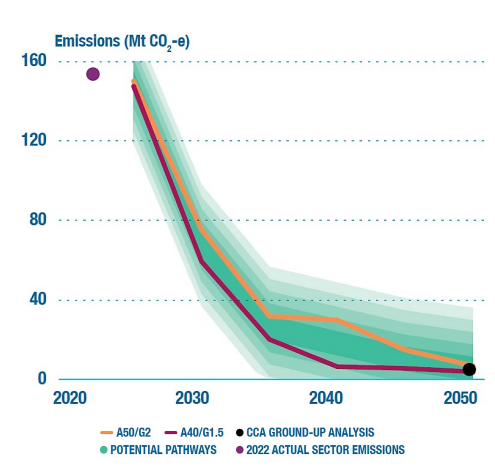 Emissions (Mt CO₂-e)
160
120
80
40
0
2020 2030 2040 2050
A50/G2 A40/G1.5 CCA GROUND-UP ANALYSIS
POTENTIAL PATHWAYS 2022 ACTUAL SECTOR EMISSIONS